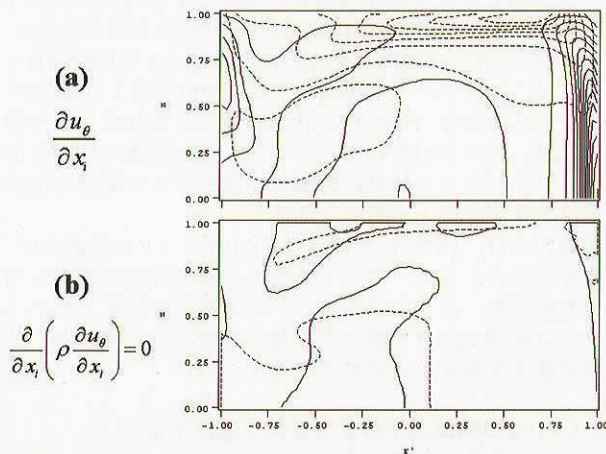 (a)
∂u_θ / ∂x_i
1.00
0.75
z
0.50
0.25
0.00
(b)
∂/∂x_i (ρ ∂u_θ/∂x_i) = 0
1.00
0.75
z
0.50
0.25
0.00
-1.00 -0.75 -0.50 -0.25 0.00 0.25 0.50 0.75 1.00
x'